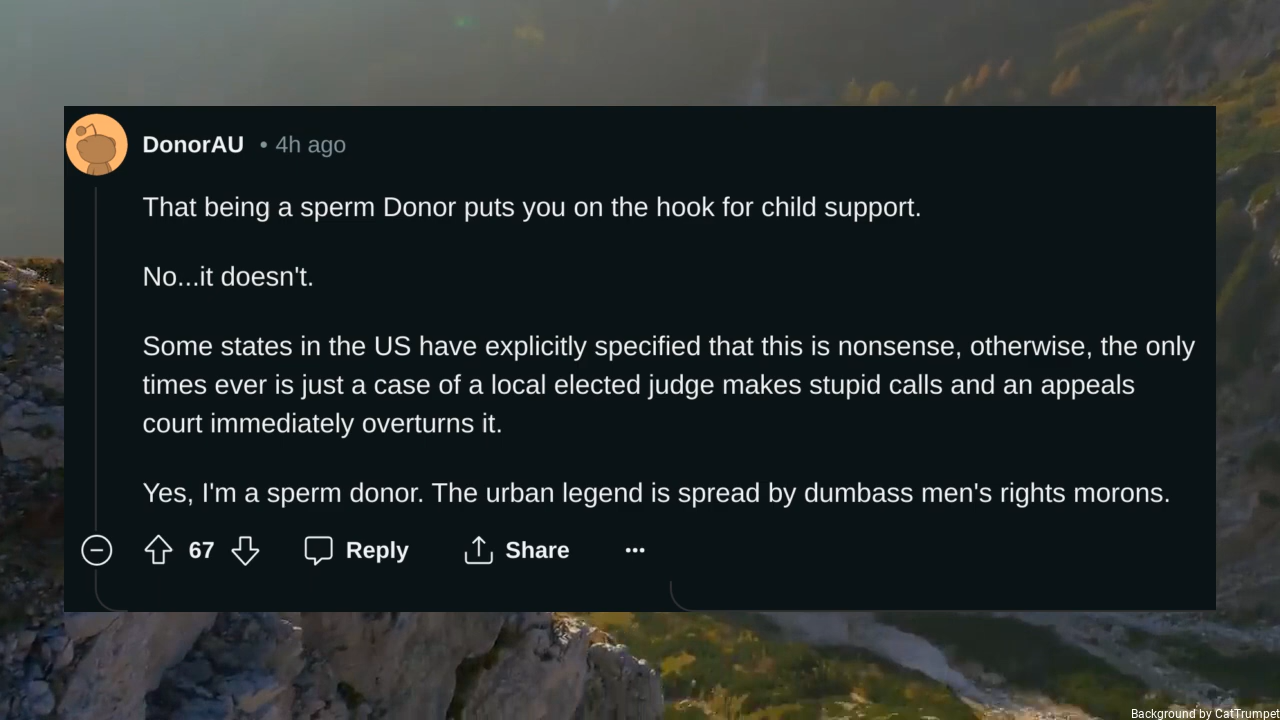 DonorAU • 4h ago
That being a sperm Donor puts you on the hook for child support.
No...it doesn't.
Some states in the US have explicitly specified that this is nonsense, otherwise, the only
times ever is just a case of a local elected judge makes stupid calls and an appeals
court immediately overturns it.
Yes, I'm a sperm donor. The urban legend is spread by dumbass men's rights morons.
67 Reply Share ...
Background by CatTrumpet